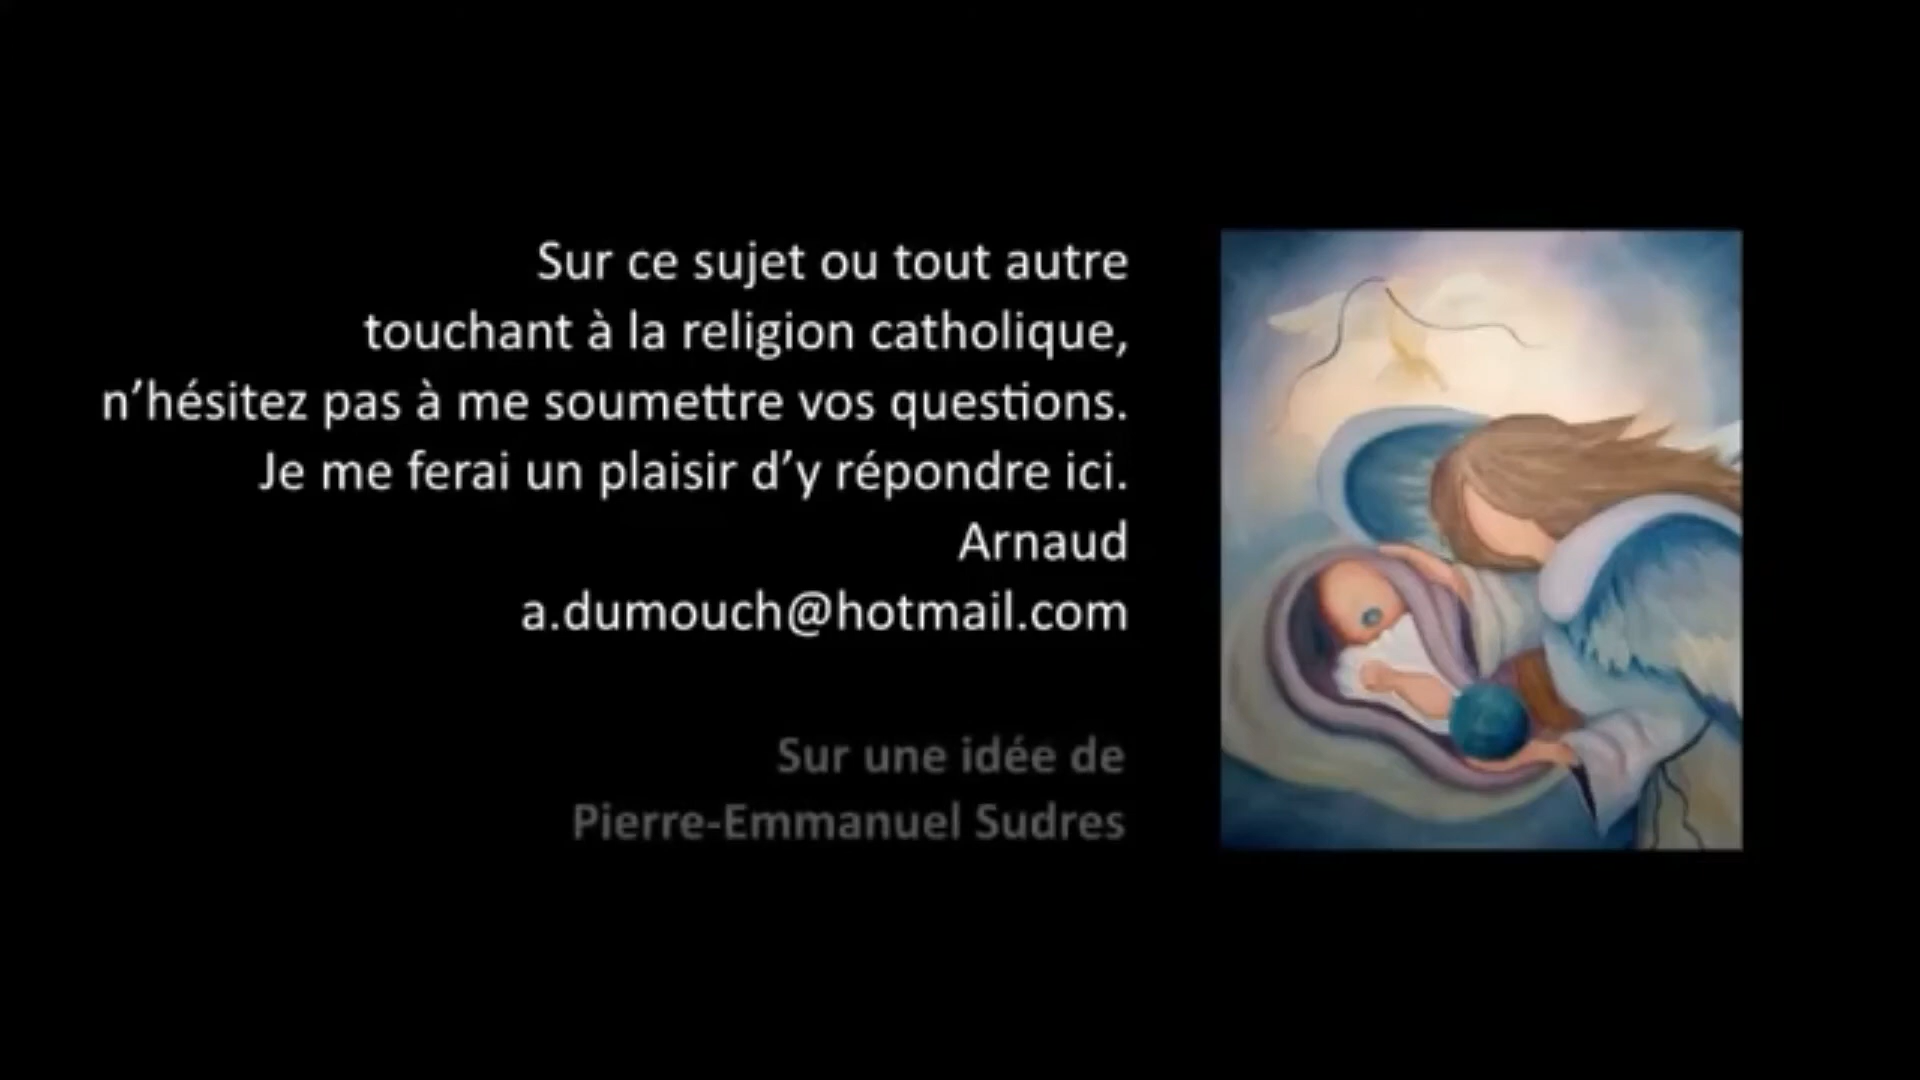 Sur ce sujet ou tout autre
touchant à la religion catholique,
n’hésitez pas à me soumettre vos questions.
Je me ferai un plaisir d’y répondre ici.
Arnaud
a.dumouch@hotmail.com
Sur une idée de
Pierre-Emmanuel Sudres